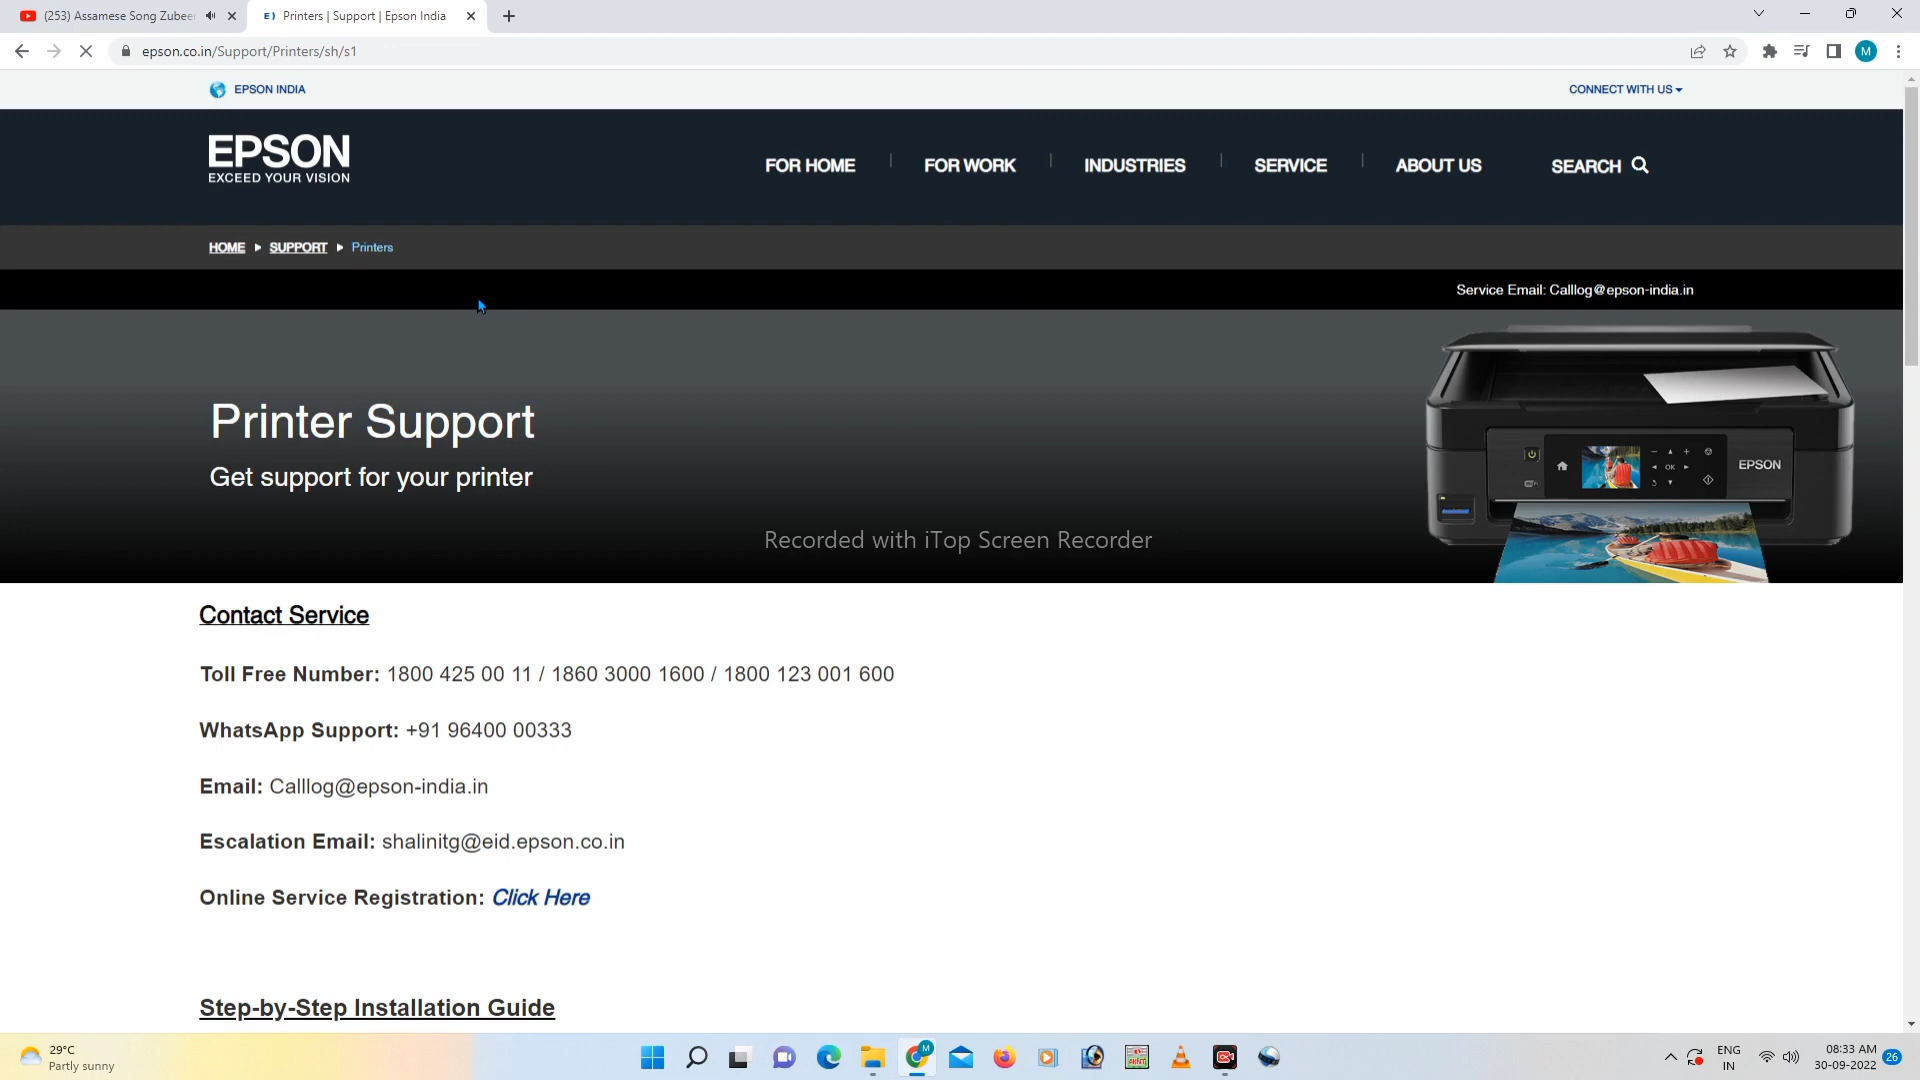 (253) Assamese Song Zubee
Printers | Support | Epson India
epson.co.in/Support/Printers/sh/s1
M
EPSON INDIA
CONNECT WITH US
EPSON
EXCEED YOUR VISION
FOR HOME
FOR WORK
INDUSTRIES
SERVICE
ABOUT US
SEARCH
HOME
SUPPORT
Printers
Service Email: Calllog@epson-india.in
Printer Support
Get support for your printer
OK
EPSON
Recorded with iTop Screen Recorder
Contact Service
Toll Free Number: 1800 425 00 11 / 1860 3000 1600 / 1800 123 001 600
WhatsApp Support: +91 96400 00333
Email: Calllog@epson-india.in
Escalation Email: shalinitg@eid.epson.co.in
Online Service Registration: Click Here
Step-by-Step Installation Guide
29°C
Partly sunny
M
ENG
IN
08:33 AM
30-09-2022
26